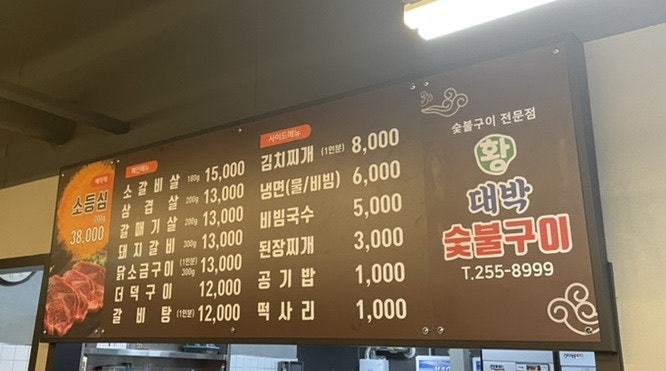 예약제
소등심
200g
38,000
메인메뉴
소갈비살 180g 15,000
삼겹살 200g 13,000
갈매기살 200g 13,000
돼지갈비 300g 13,000
닭소금구이 (1인분) 300g 13,000
더덕구이 12,000
갈비탕 (1인분) 12,000
사이드메뉴
김치찌개 (1인분) 8,000
냉면(물/비빔) 6,000
비빔국수 5,000
된장찌개 3,000
공기밥 1,000
떡사리 1,000
숯불구이 전문점
황
대박
숯불구이
T.255-8999